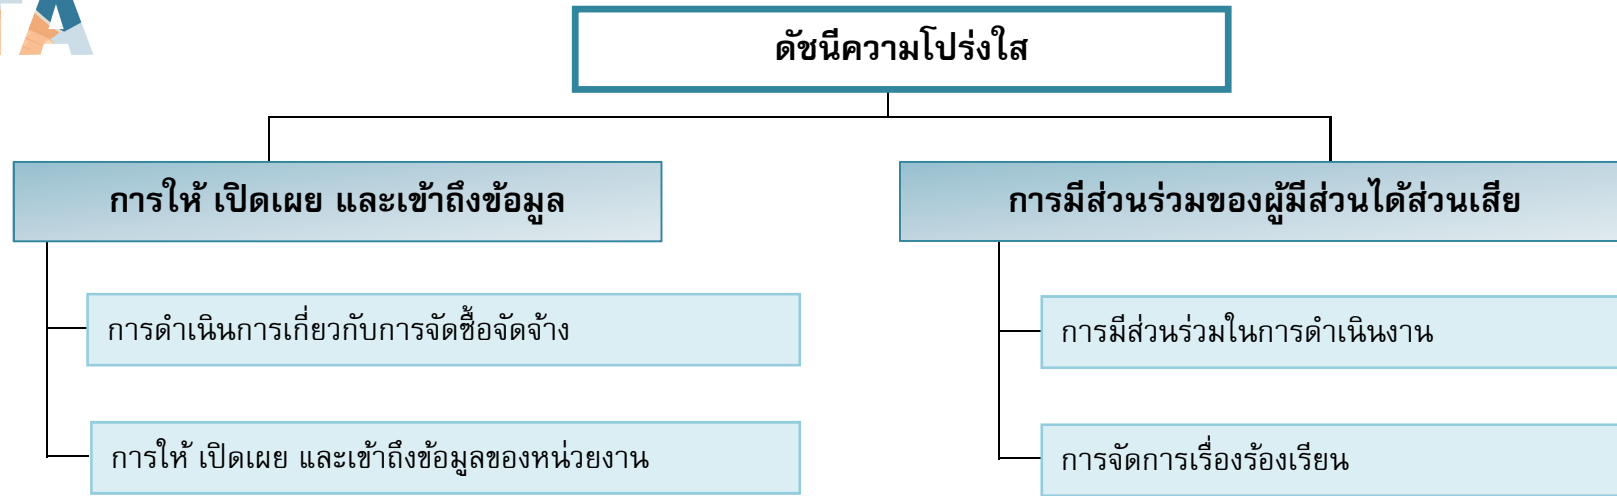 ดัชนีความโปร่งใส
การให้ เปิดเผย และเข้าถึงข้อมูล
การมีส่วนร่วมของผู้มีส่วนได้ส่วนเสีย
การดำเนินการเกี่ยวกับการจัดซื้อจัดจ้าง
การมีส่วนร่วมในการดำเนินงาน
การให้ เปิดเผย และเข้าถึงข้อมูลของหน่วยงาน
การจัดการเรื่องร้องเรียน